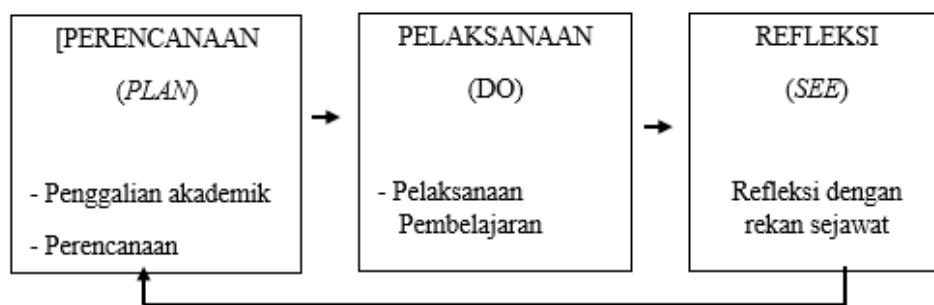 [PERENCANAAN
(PLAN)
- Penggalian akademik
- Perencanaan
PELAKSANAAN
(DO)
- Pelaksanaan
Pembelajaran
REFLEKSI
(SEE)
Refleksi dengan
rekan sejawat